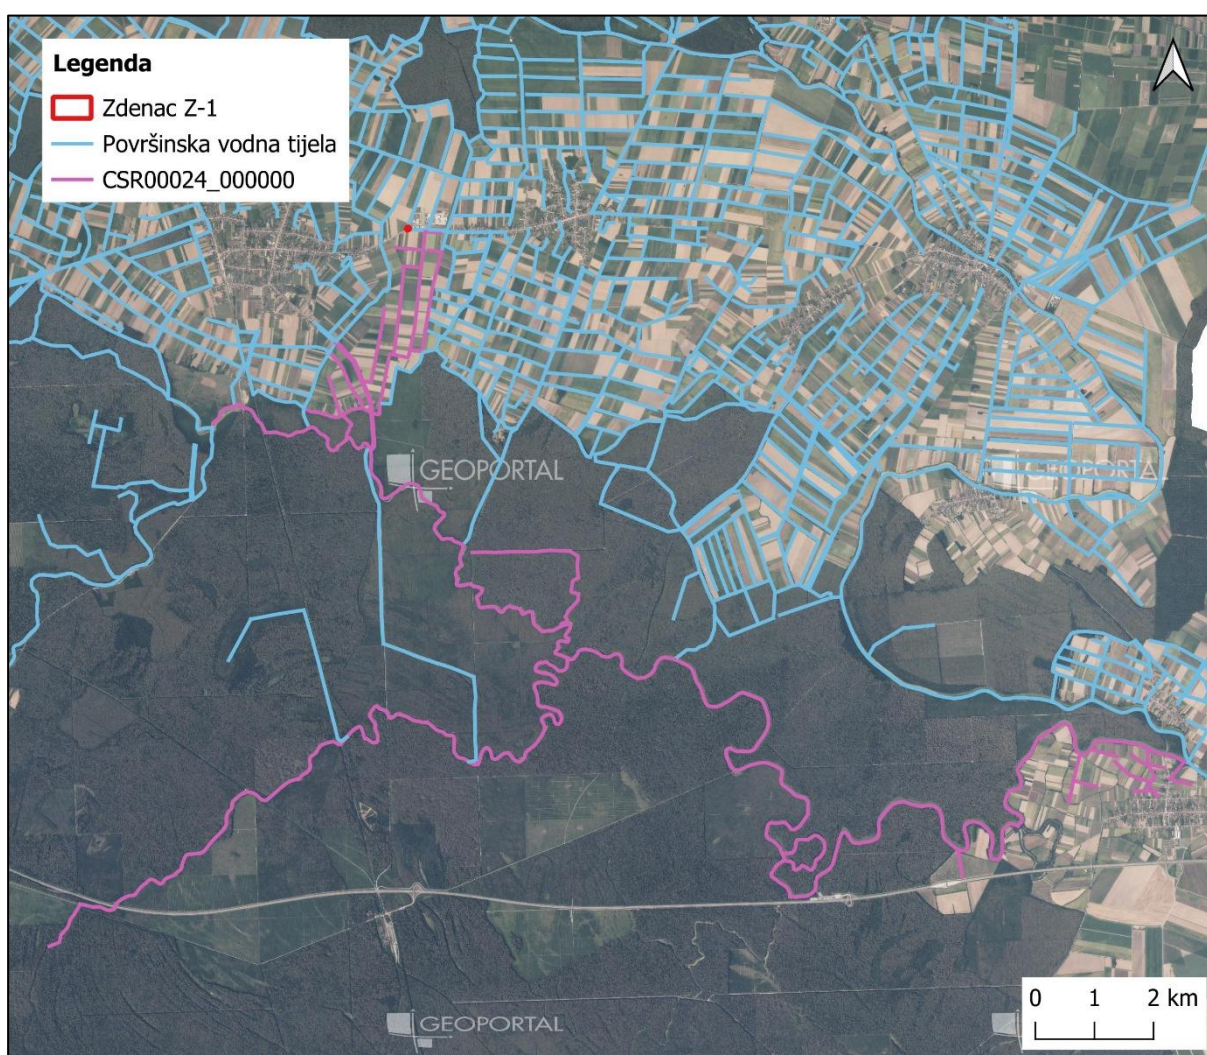 Legenda
Zdenac Z-1
Površinska vodna tijela
CSR00024_000000
GEOPORTAL
GEOPORTAL
0 1 2 km
GEOPORTAL